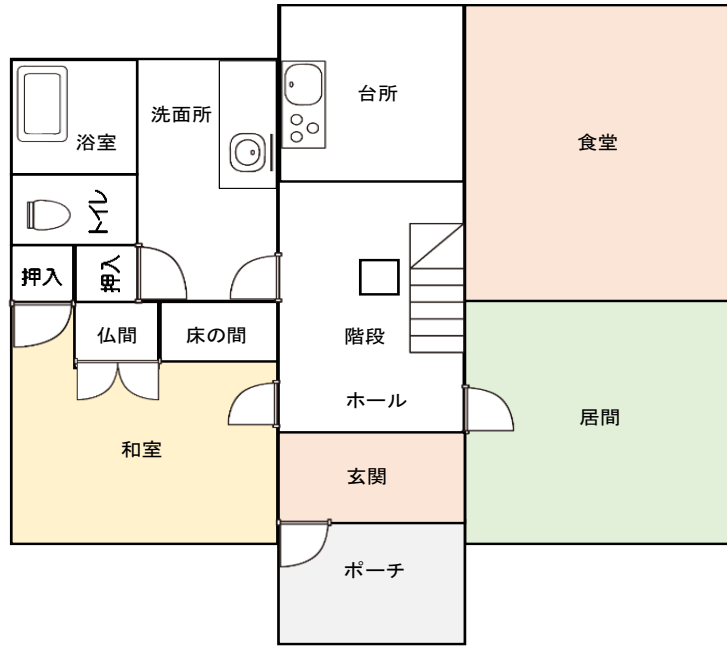 台所
食堂
洗面所
浴室
トイレ
押入
押入
仏間
床の間
階段
ホール
居間
和室
玄関
ポーチ